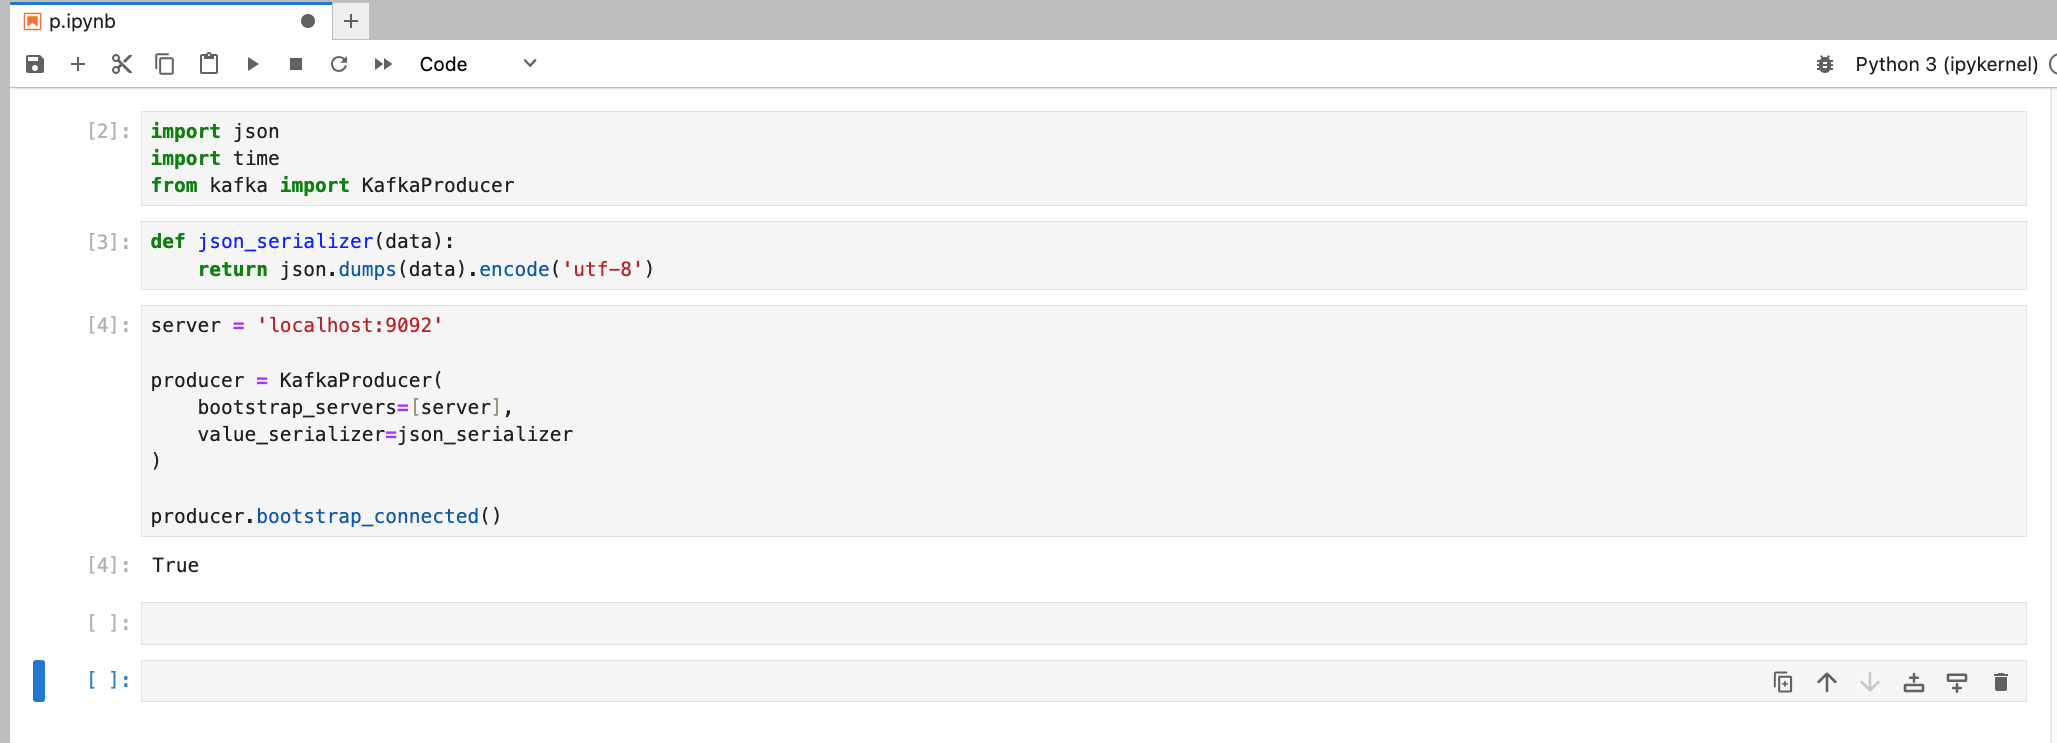 p.ipynb
Code
Python 3 (ipykernel)
[2]:
import json
import time
from kafka import KafkaProducer
[3]:
def json_serializer(data):
    return json.dumps(data).encode('utf-8')
[4]:
server = 'localhost:9092'
producer = KafkaProducer(
    bootstrap_servers=[server],
    value_serializer=json_serializer
)
producer.bootstrap_connected()
[4]: True
[ ]:
[ ]: